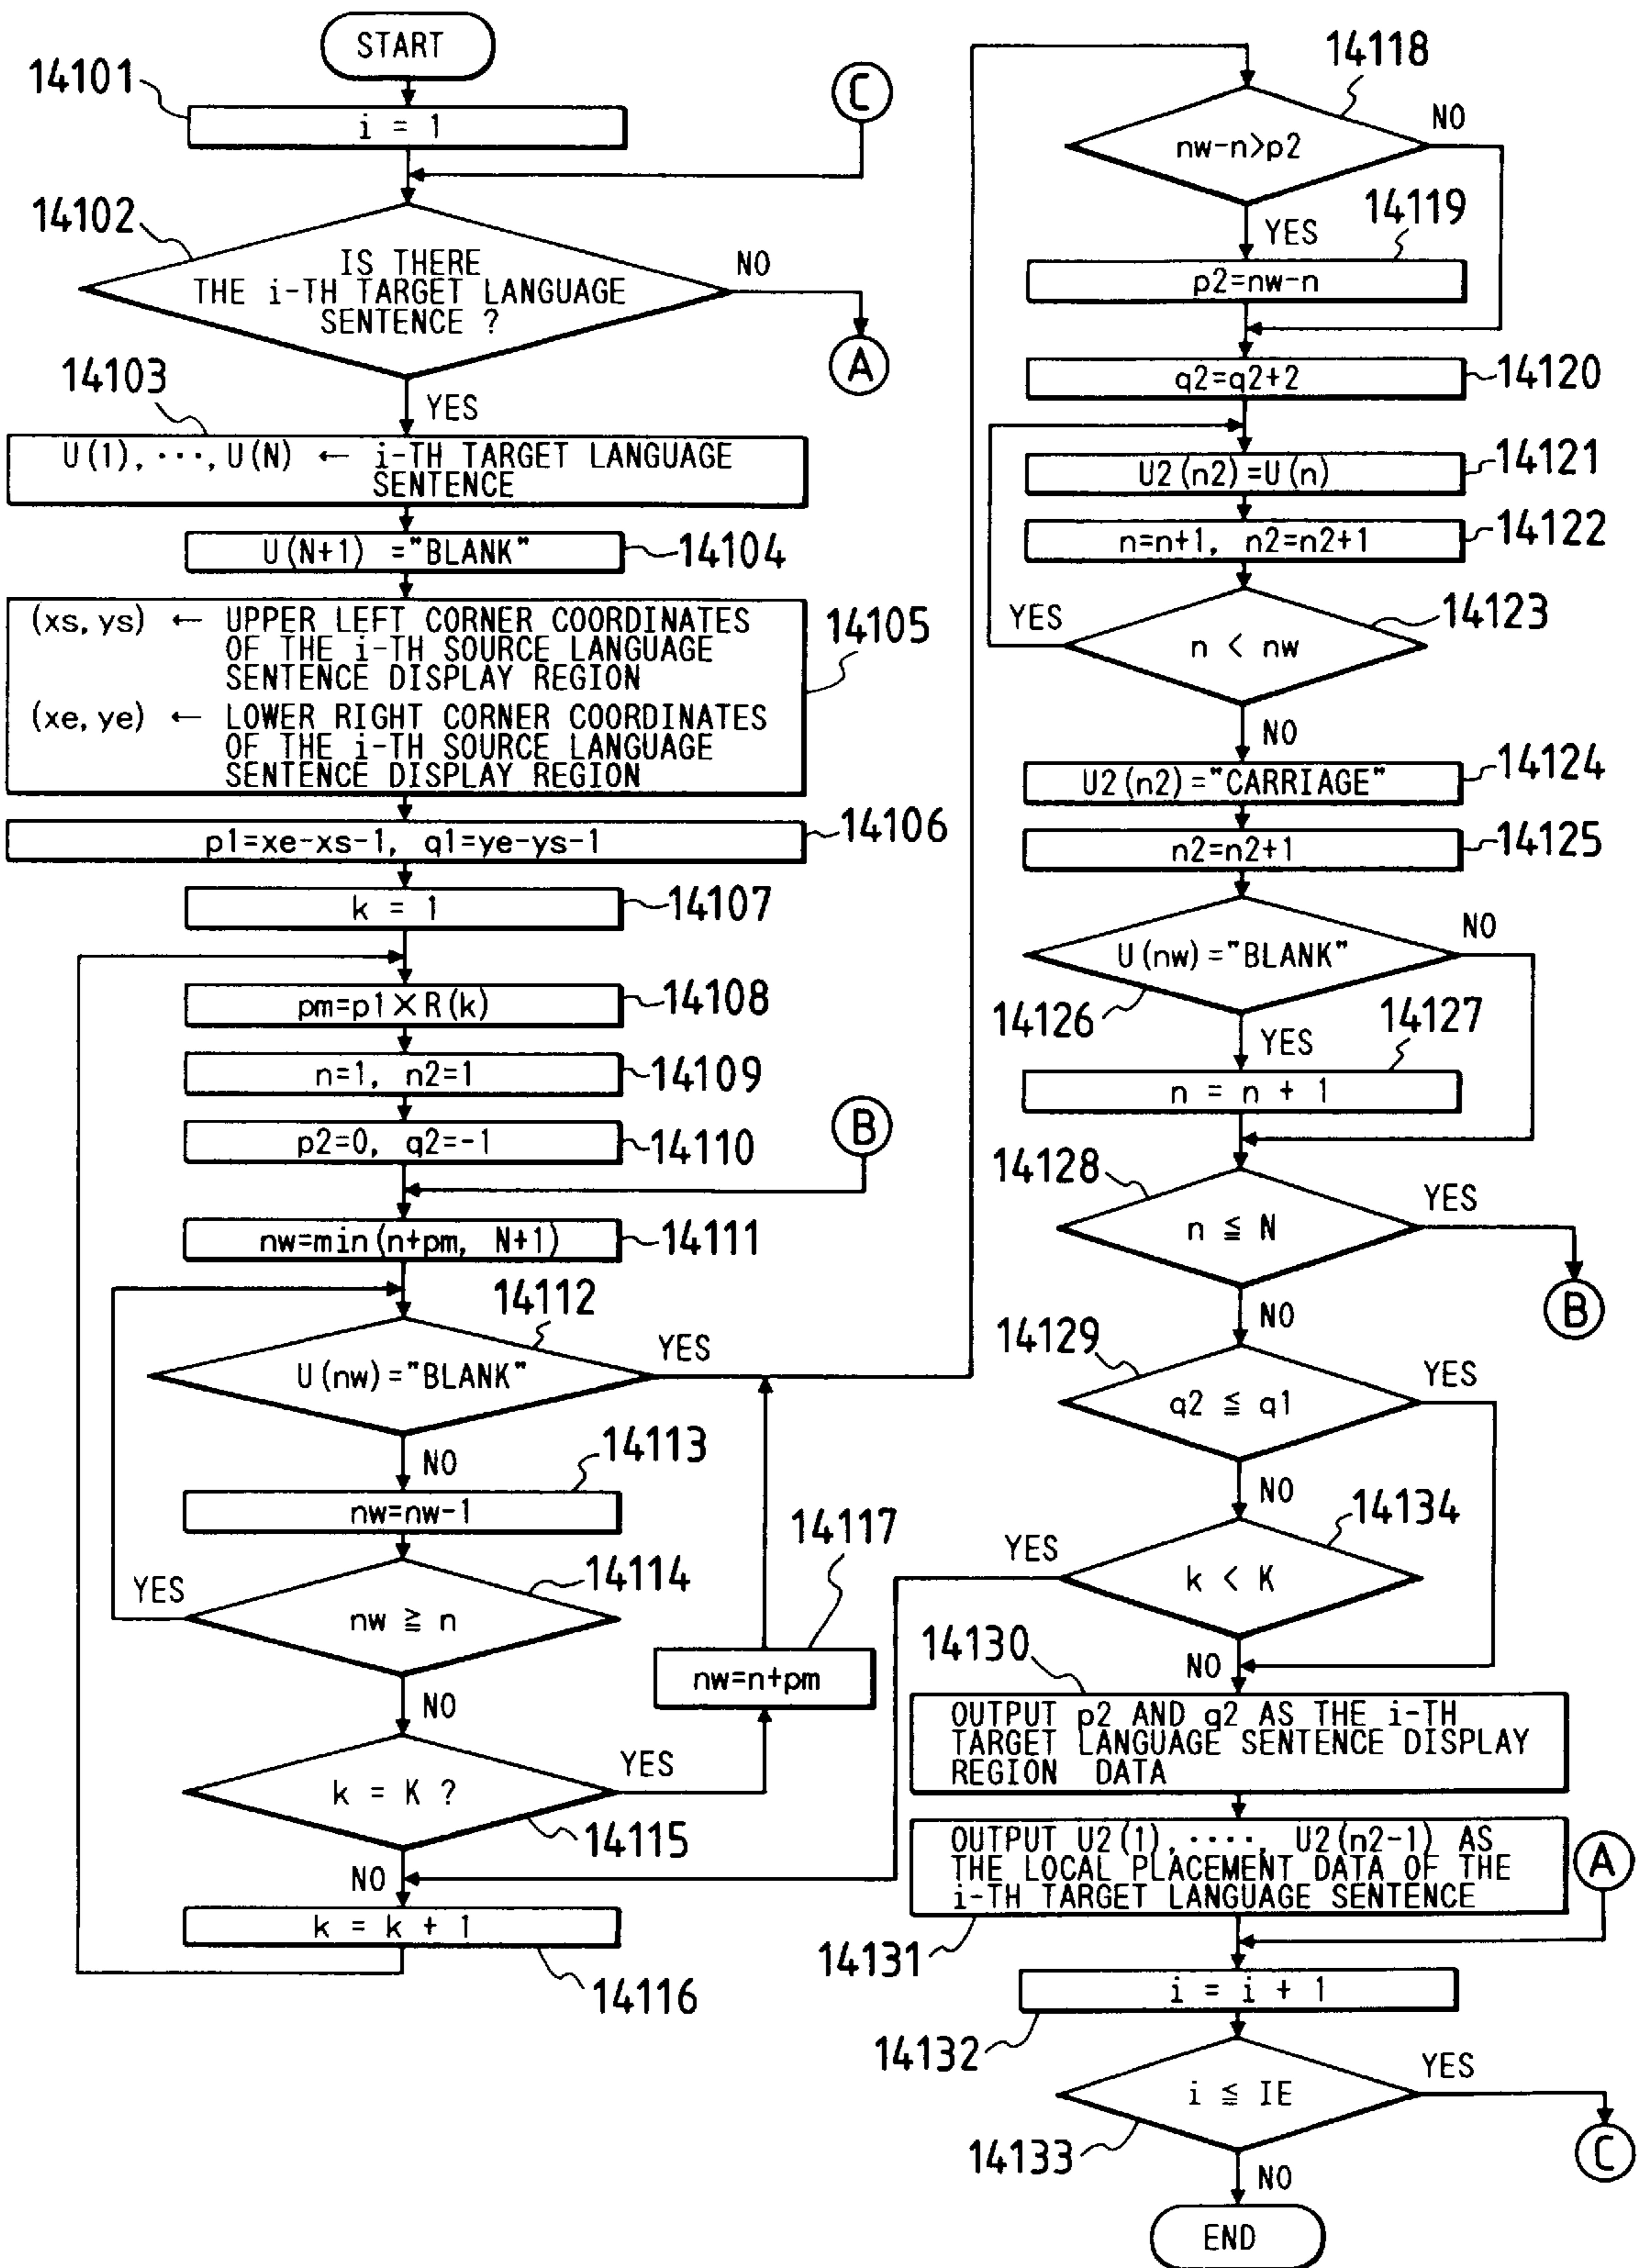 START
14101
i = 1
C
14102
IS THERE
THE i-TH TARGET LANGUAGE
SENTENCE ?
NO
A
YES
14103
U(1), ···, U(N) ← i-TH TARGET LANGUAGE
SENTENCE
U(N+1) ="BLANK"
14104
(xs, ys) ← UPPER LEFT CORNER COORDINATES
OF THE i-TH SOURCE LANGUAGE
SENTENCE DISPLAY REGION
(xe, ye) ← LOWER RIGHT CORNER COORDINATES
OF THE i-TH SOURCE LANGUAGE
SENTENCE DISPLAY REGION
14105
p1=xe-xs-1, q1=ye-ys-1
14106
k = 1
14107
pm=p1×R(k)
14108
n=1, n2=1
14109
p2=0, q2=-1
14110
B
nw=min(n+pm, N+1)
14111
14112
U(nw)="BLANK"
YES
NO
14113
nw=nw-1
14114
YES
nw ≧ n
NO
14117
nw=n+pm
k = K ?
YES
14115
NO
k = k + 1
14116
14118
nw-n>p2
NO
YES
14119
p2=nw-n
q2=q2+2
14120
U2(n2)=U(n)
14121
n=n+1, n2=n2+1
14122
YES
n < nw
14123
NO
U2(n2)="CARRIAGE"
14124
n2=n2+1
14125
U(nw)="BLANK"
NO
14126
YES
14127
n = n + 1
14128
n ≦ N
YES
B
NO
14129
q2 ≦ q1
YES
NO
14134
YES
k < K
NO
14130
OUTPUT p2 AND q2 AS THE i-TH
TARGET LANGUAGE SENTENCE DISPLAY
REGION DATA
OUTPUT U2(1), ····, U2(n2-1) AS
THE LOCAL PLACEMENT DATA OF THE
i-TH TARGET LANGUAGE SENTENCE
A
14131
i = i + 1
14132
i ≦ IE
YES
14133
C
NO
END